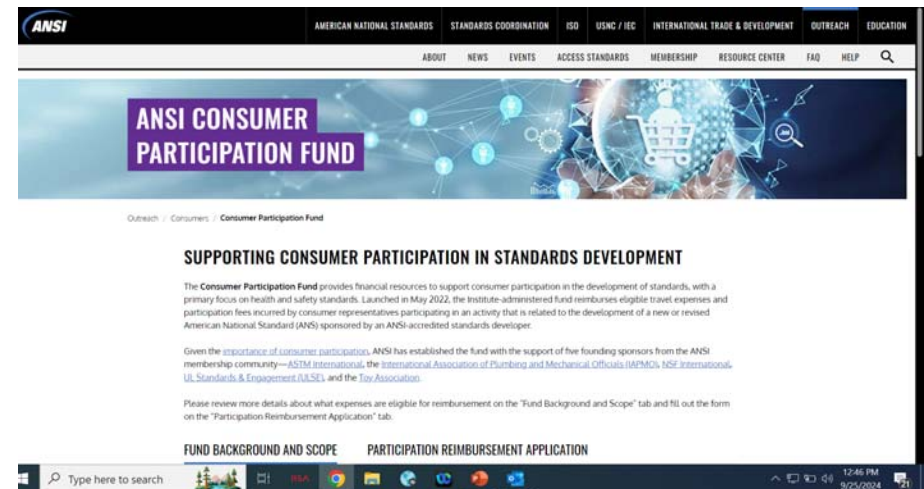 ANSI
AMERICAN NATIONAL STANDARDS STANDARDS COORDINATION ISO USNC / IEC INTERNATIONAL TRADE & DEVELOPMENT OUTREACH EDUCATION
ABOUT NEWS EVENTS ACCESS STANDARDS MEMBERSHIP RESOURCE CENTER FAQ HELP
ANSI CONSUMER
PARTICIPATION FUND
Outreach / Consumers / Consumer Participation Fund
SUPPORTING CONSUMER PARTICIPATION IN STANDARDS DEVELOPMENT
The Consumer Participation Fund provides financial resources to support consumer participation in the development of standards, with a
primary focus on health and safety standards. Launched in May 2022, the Institute-administered fund reimburses eligible travel expenses and
participation fees incurred by consumer representatives participating in an activity that is related to the development of a new or revised
American National Standard (ANS) sponsored by an ANSI-accredited standards developer.
Given the importance of consumer participation, ANSI has established the fund with the support of five founding sponsors from the ANSI
membership community—ASTM International, the International Association of Plumbing and Mechanical Officials (IAPMO), NSF International,
UL Standards & Engagement (ULSE), and the Toy Association.
Please review more details about what expenses are eligible for reimbursement on the "Fund Background and Scope" tab and fill out the form
on the "Participation Reimbursement Application" tab.
FUND BACKGROUND AND SCOPE PARTICIPATION REIMBURSEMENT APPLICATION
Type here to search
12:46 PM
9/25/2024
21